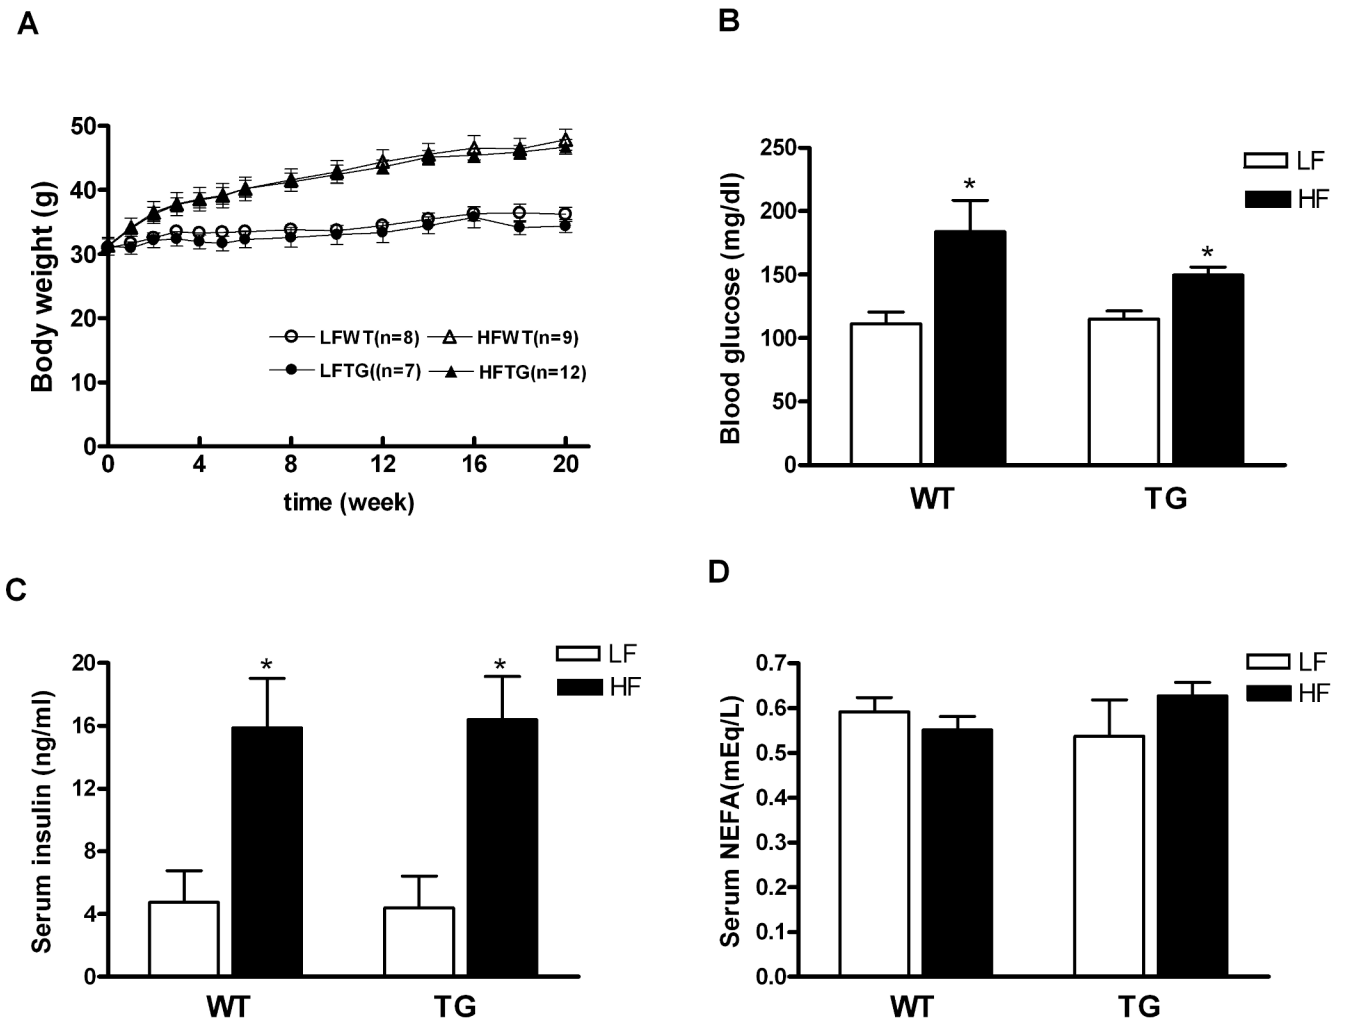 A
50
40
30
20
10
0
Body weight (g)
LFWT(n=8)
HFWT(n=9)
LFTG((n=7)
HFTG(n=12)
0 4 8 12 16 20
time (week)
B
250
200
150
100
50
0
Blood glucose (mg/dl)
*
*
LF
HF
WT TG
C
20
16
12
8
4
0
Serum insulin (ng/ml)
*
*
LF
HF
WT TG
D
0.7
0.6
0.5
0.4
0.3
0.2
0.1
0.0
Serum NEFA(mEq/L)
LF
HF
WT TG